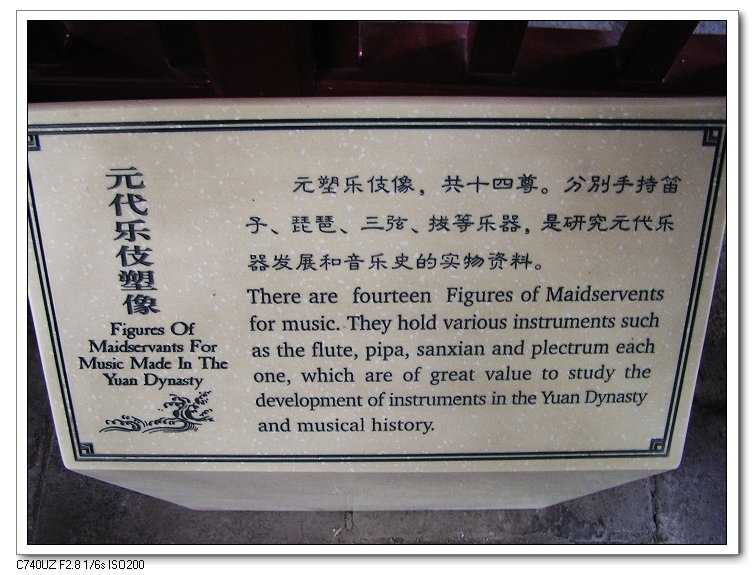 元代乐伎塑像
Figures Of
Maidservants For
Music Made In The
Yuan Dynasty
元塑乐伎像，共十四尊。分别手持笛
子、琵琶、三弦、拔等乐器，是研究元代乐
器发展和音乐史的实物资料。
There are fourteen Figures of Maidservents
for music. They hold various instruments such
as the flute, pipa, sanxian and plectrum each
one, which are of great value to study the
development of instruments in the Yuan Dynasty
and musical history.
C740UZ F2.8 1/6s ISO200